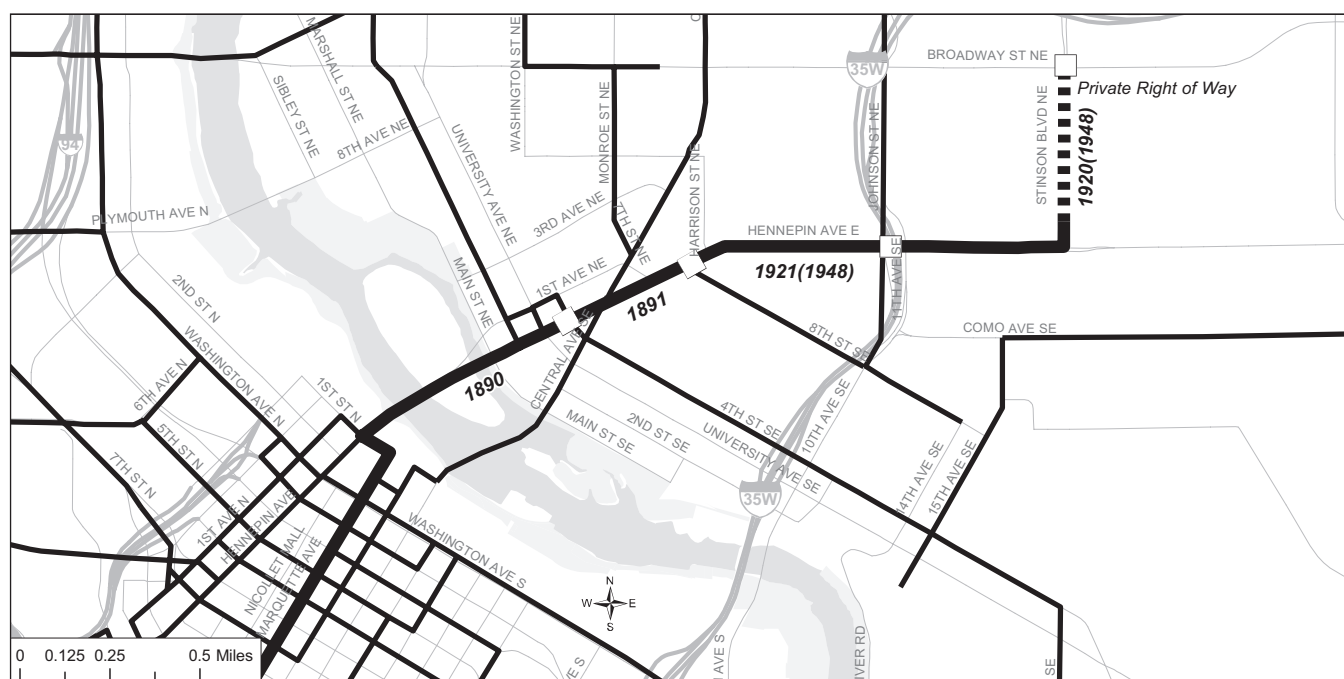 MARSHALL ST NE
SIBLEY ST NE
8TH AVE NE
UNIVERSITY AVE NE
WASHINGTON ST NE
MONROE ST NE
HARRISON ST NE
35W
JOHNSON ST NE
BROADWAY ST NE
Private Right of Way
STINSON BLVD NE
1920(1948)
94
PLYMOUTH AVE N
3RD AVE NE
7TH ST NE
HENNEPIN AVE E
1921(1948)
11TH AVE SE
MAIN ST NE
1ST AVE NE
1891
2ND ST N
WASHINGTON AVE N
8TH ST SE
COMO AVE SE
1890
CENTRAL AVE SE
1ST ST N
6TH AVE N
5TH ST N
7TH ST N
MAIN ST SE
2ND ST SE
4TH ST SE
UNIVERSITY AVE SE
10TH AVE SE
14TH AVE SE
15TH AVE SE
35W
1ST AVE N
HENNEPIN AVE
NICOLLET MALL
MARQUETTE AVE
WASHINGTON AVE S
N
W E
S
0 0.125 0.25 0.5 Miles
AVE S
VE S
IVER RD
SE